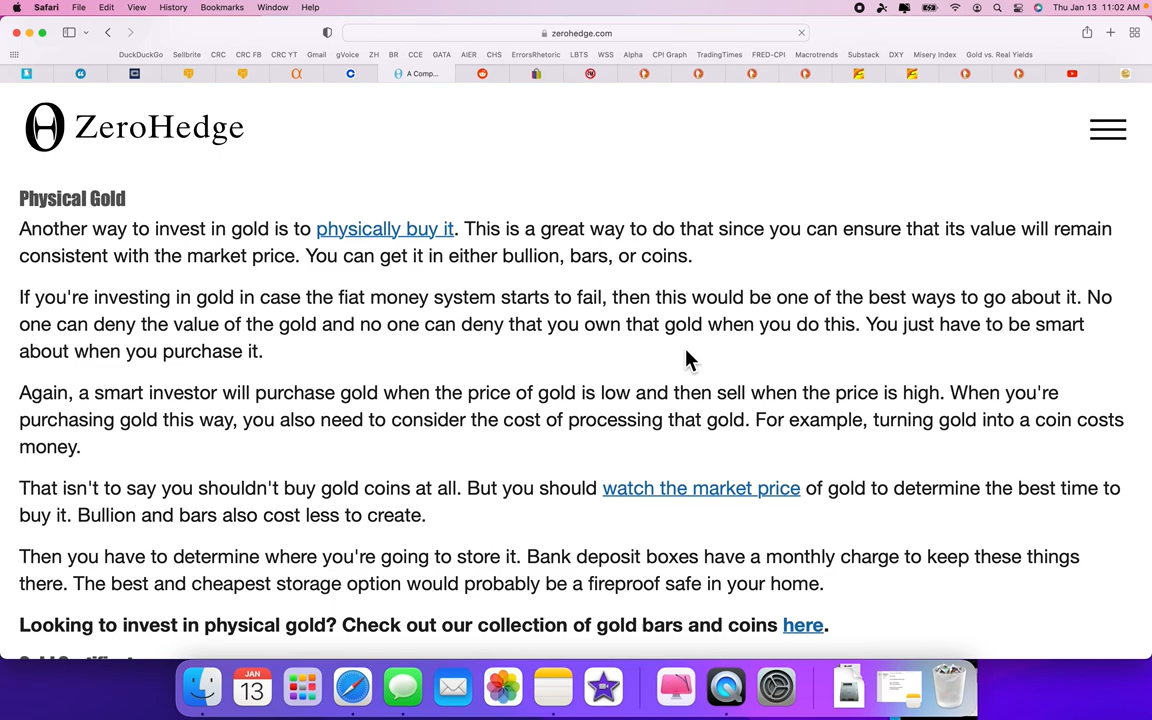 Safari File Edit View History Bookmarks Window Help Thu Jan 13 11:02 AM
zerohedge.com
DuckDuckGo Sellbrite CRC CRC FB CRC YT Gmail gVoice ZH BR CCE GATA AIER CHS ErrorsRhetoric LBTS WSS Alpha CPI Graph TradingTimes FRED-CPI Macrotrends Substack DXY Misery Index Gold vs. Real Yields
A Comp...
ZeroHedge
Physical Gold
Another way to invest in gold is to physically buy it. This is a great way to do that since you can ensure that its value will remain
consistent with the market price. You can get it in either bullion, bars, or coins.
If you're investing in gold in case the fiat money system starts to fail, then this would be one of the best ways to go about it. No
one can deny the value of the gold and no one can deny that you own that gold when you do this. You just have to be smart
about when you purchase it.
Again, a smart investor will purchase gold when the price of gold is low and then sell when the price is high. When you're
purchasing gold this way, you also need to consider the cost of processing that gold. For example, turning gold into a coin costs
money.
That isn't to say you shouldn't buy gold coins at all. But you should watch the market price of gold to determine the best time to
buy it. Bullion and bars also cost less to create.
Then you have to determine where you're going to store it. Bank deposit boxes have a monthly charge to keep these things
there. The best and cheapest storage option would probably be a fireproof safe in your home.
Looking to invest in physical gold? Check out our collection of gold bars and coins here.
JAN
13